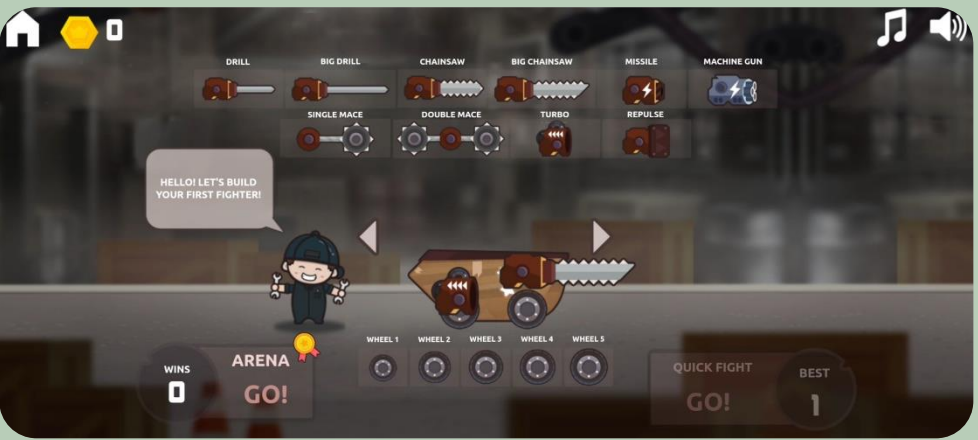 0
DRILL
BIG DRILL
CHAINSAW
BIG CHAINSAW
MISSILE
MACHINE GUN
SINGLE MACE
DOUBLE MACE
TURBO
REPULSE
HELLO! LET'S BUILD
YOUR FIRST FIGHTER!
WHEEL 1
WHEEL 2
WHEEL 3
WHEEL 4
WHEEL 5
WINS
0
ARENA
GO!
QUICK FIGHT
GO!
BEST
1